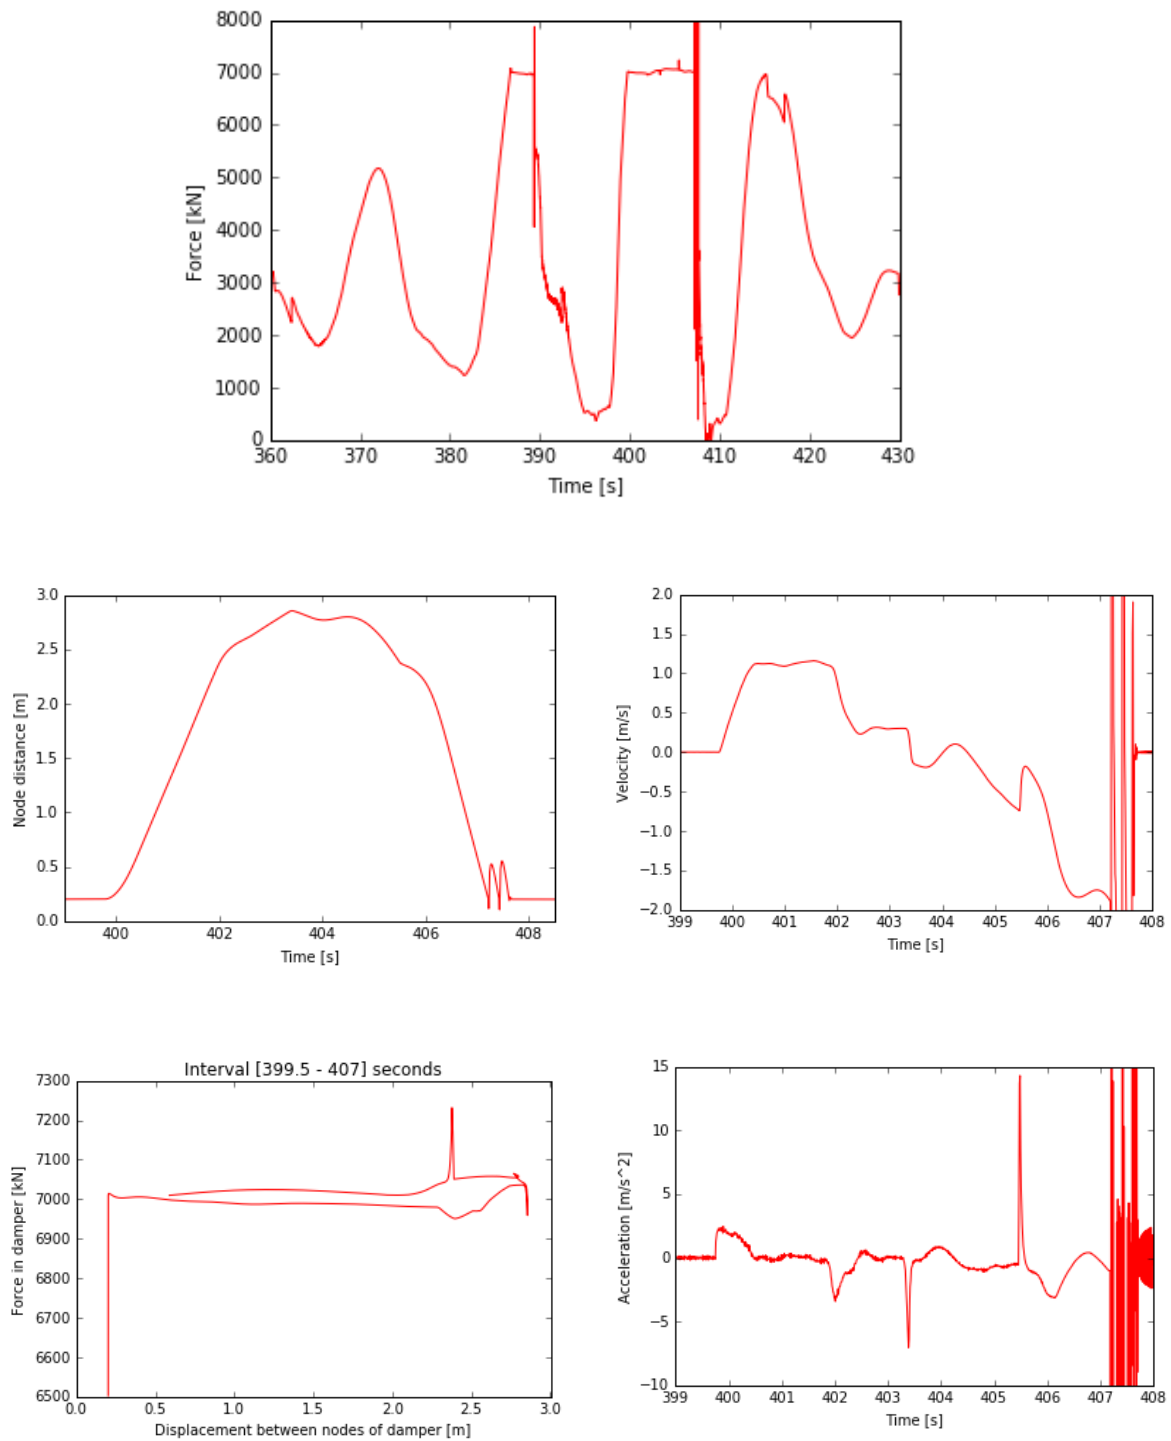 8000
7000
6000
5000
4000
3000
2000
1000
0
Force [kN]
360 370 380 390 400 410 420 430
Time [s]
3.0
2.5
2.0
1.5
1.0
0.5
0.0
Node distance [m]
400 402 404 406 408
Time [s]
2.0
1.5
1.0
0.5
0.0
−0.5
−1.0
−1.5
−2.0
Velocity [m/s]
399 400 401 402 403 404 405 406 407 408
Time [s]
Interval [399.5 - 407] seconds
7300
7200
7100
7000
6900
6800
6700
6600
6500
Force in damper [kN]
0.0 0.5 1.0 1.5 2.0 2.5 3.0
Displacement between nodes of damper [m]
15
10
5
0
−5
−10
Acceleration [m/s^2]
399 400 401 402 403 404 405 406 407 408
Time [s]